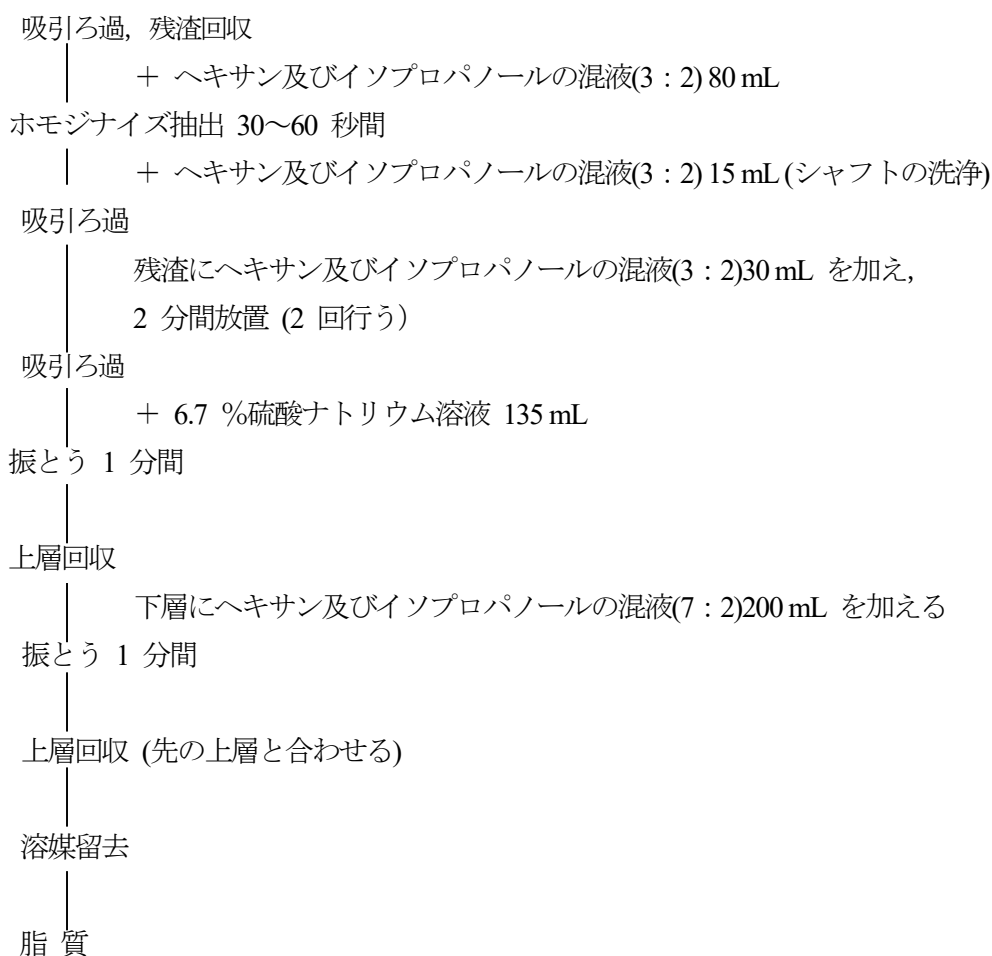 吸引ろ過, 残渣回収
＋ ヘキサン及びイソプロパノールの混液(3：2) 80 mL
ホモジナイズ抽出 30～60 秒間
＋ ヘキサン及びイソプロパノールの混液(3：2) 15 mL (シャフトの洗浄)
吸引ろ過
残渣にヘキサン及びイソプロパノールの混液(3：2)30 mL を加え,
2 分間放置 (2 回行う）
吸引ろ過
＋ 6.7 %硫酸ナトリウム溶液 135 mL
振とう 1 分間
上層回収
下層にヘキサン及びイソプロパノールの混液(7：2)200 mL を加える
振とう 1 分間
上層回収 (先の上層と合わせる)
溶媒留去
脂 質